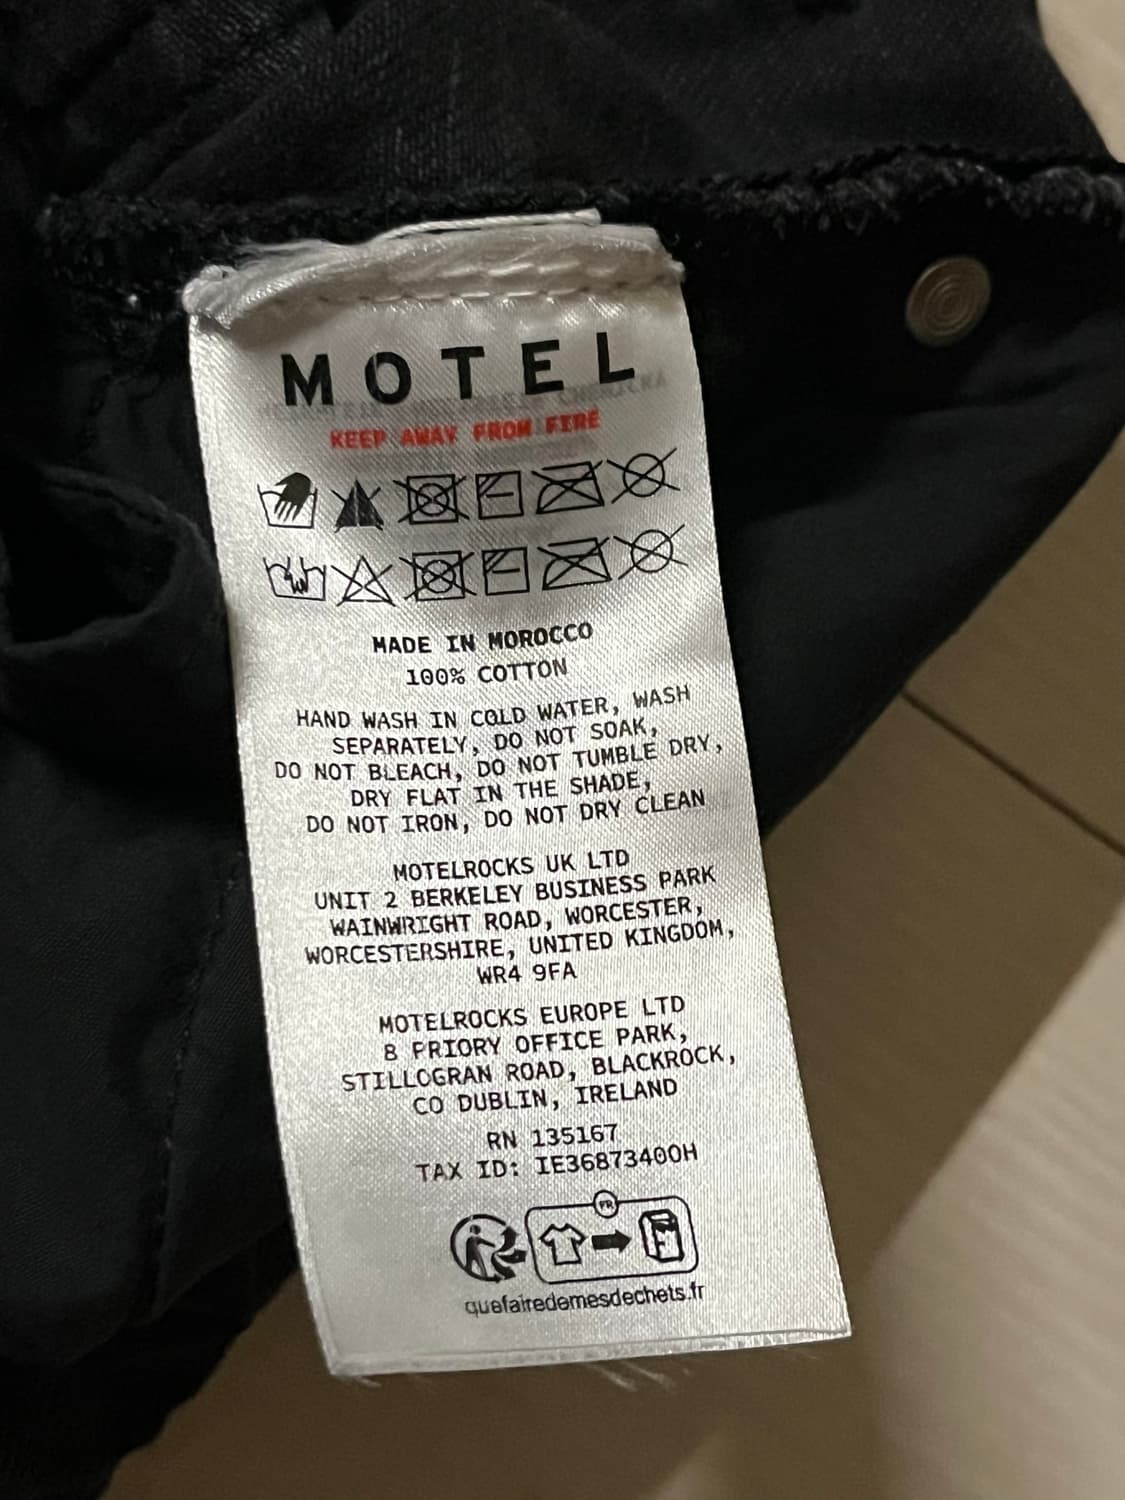 MOTEL
KEEP AWAY FROM FIRE
MADE IN MOROCCO
100% COTTON
HAND WASH IN COLD WATER, WASH
SEPARATELY, DO NOT SOAK,
DO NOT BLEACH, DO NOT TUMBLE DRY,
DRY FLAT IN THE SHADE,
DO NOT IRON, DO NOT DRY CLEAN
MOTELROCKS UK LTD
UNIT 2 BERKELEY BUSINESS PARK
WAINWRIGHT ROAD, WORCESTER,
WORCESTERSHIRE, UNITED KINGDOM,
WR4 9FA
MOTELROCKS EUROPE LTD
8 PRIORY OFFICE PARK,
STILLOGRAN ROAD, BLACKROCK,
CO DUBLIN, IRELAND
RN 135167
TAX ID: IE3687340OH
FR
quefairedemesdechets.fr